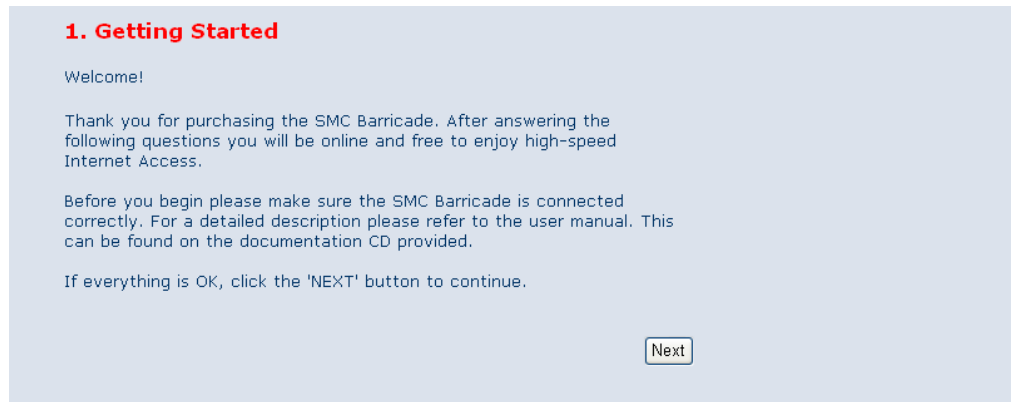 1. Getting Started
Welcome!
Thank you for purchasing the SMC Barricade. After answering the
following questions you will be online and free to enjoy high-speed
Internet Access.
Before you begin please make sure the SMC Barricade is connected
correctly. For a detailed description please refer to the user manual. This
can be found on the documentation CD provided.
If everything is OK, click the 'NEXT' button to continue.
Next